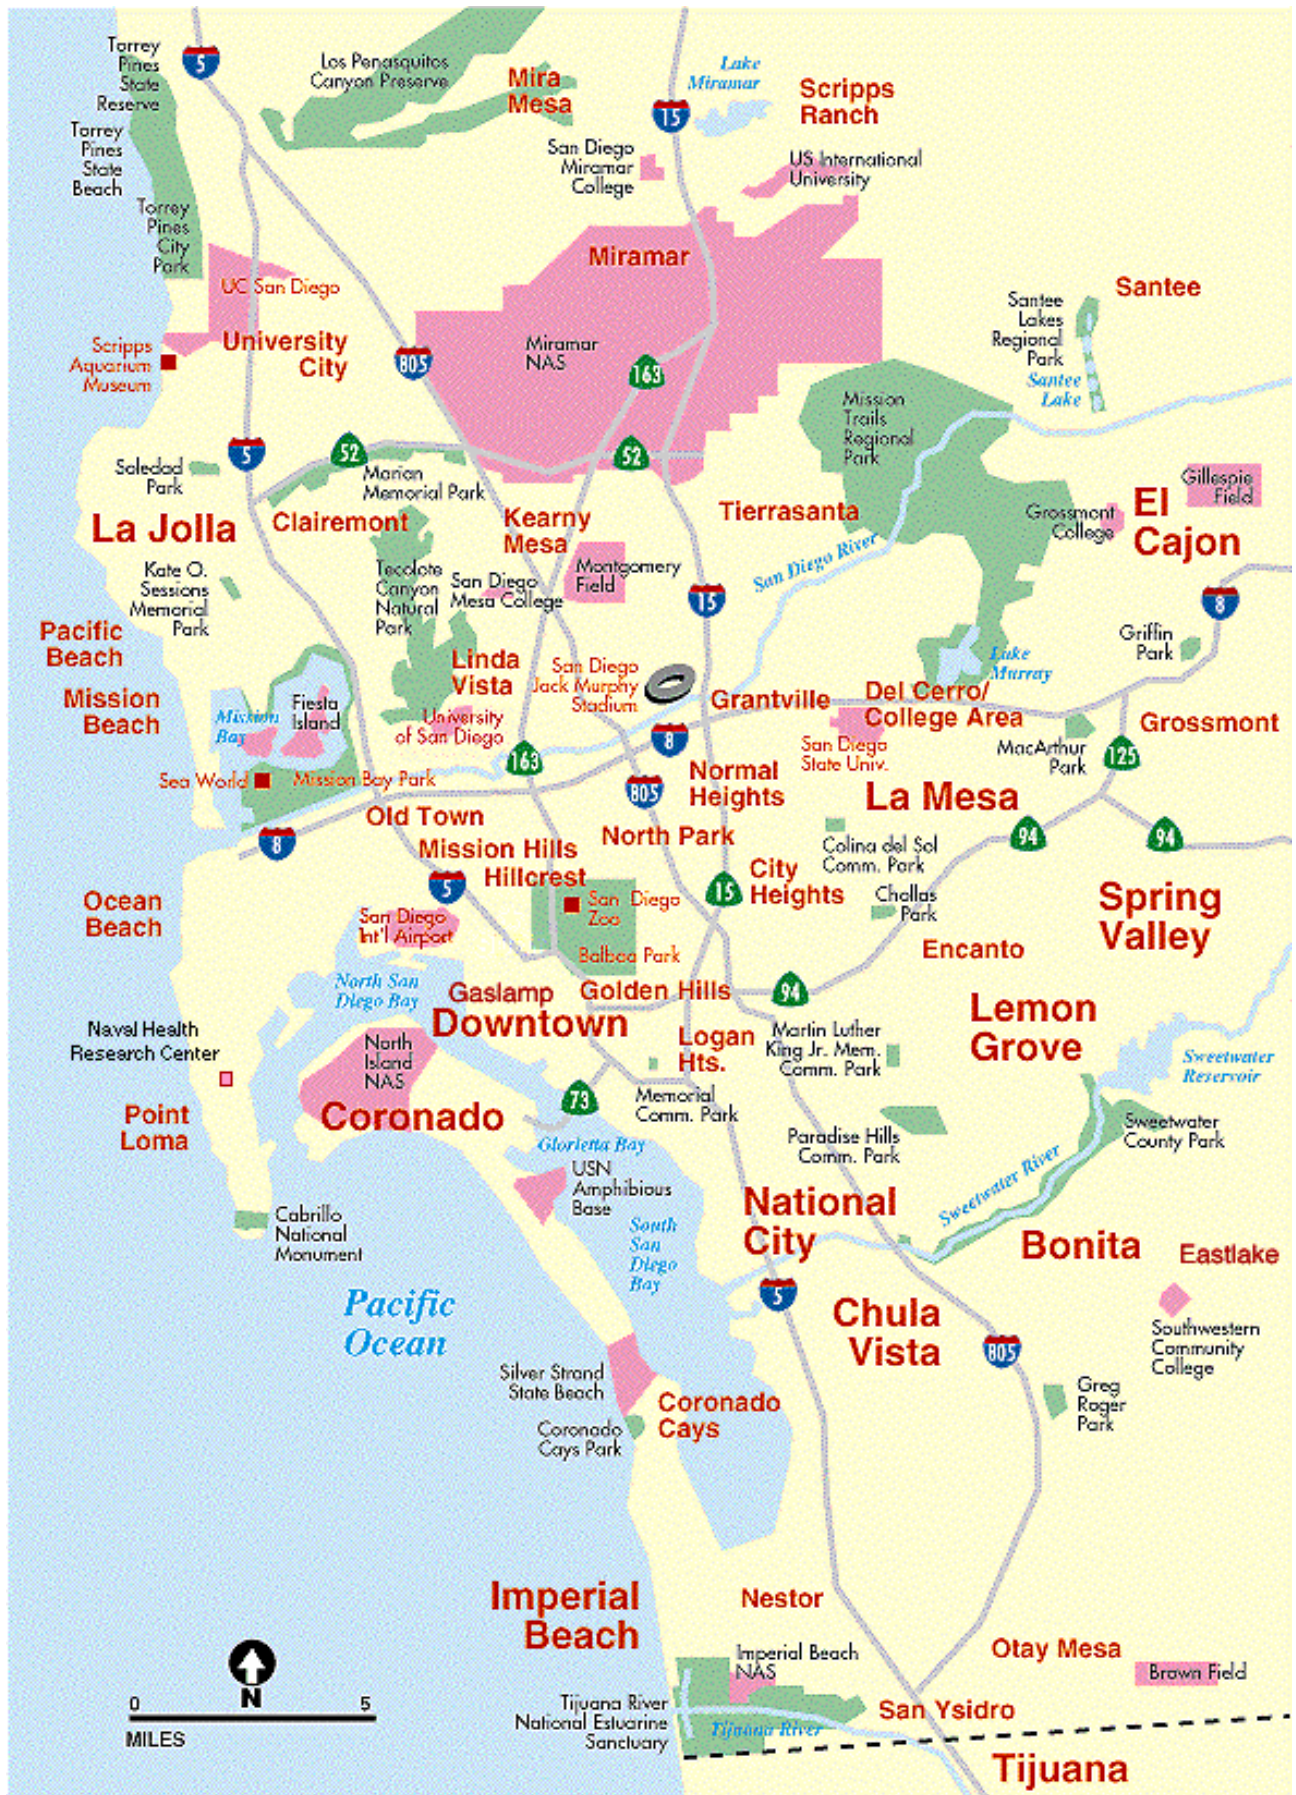 Torrey
Pines
State
Reserve
5
Los Penasquitos
Canyon Preserve
Mira
Mesa
Lake
Miramar
15
Scripps
Ranch
Torrey
Pines
State
Beach
San Diego
Miramar
College
US International
University
Torrey
Pines
City
Park
Miramar
UC San Diego
Santee
Santee
Lakes
Regional
Park
Santee
Lake
Scripps
Aquarium
Museum
University
City
805
Miramar
NAS
163
Mission
Trails
Regional
Park
5
52
52
Soledad
Park
Marian
Memorial Park
Gillespie
Field
La Jolla
Clairemont
Kearny
Mesa
Tierrasanta
Grossmont
College
El
Cajon
Kate O.
Sessions
Memorial
Park
Tecolote
Canyon
Natural
Park
San Diego
Mesa College
Montgomery
Field
15
San Diego River
8
Pacific
Beach
Griffin
Park
Linda
Vista
San Diego
Jack Murphy
Stadium
Lake
Murray
Mission
Beach
Mission
Bay
Fiesta
Island
University
of San Diego
Grantville
Del Cerro/
College Area
Grossmont
163
8
San Diego
State Univ.
MacArthur
Park
125
Sea World
Mission Bay Park
805
Normal
Heights
La Mesa
Old Town
8
Mission Hills
North Park
Colina del Sol
Comm. Park
94
94
Hillcrest
5
15
City
Heights
Chollas
Park
Ocean
Beach
San Diego
Int'l Airport
San Diego
Zoo
Spring
Valley
Balboa Park
Encanto
North San
Diego Bay
Gaslamp
Golden Hills
94
Downtown
Lemon
Grove
Naval Health
Research Center
North
Island
NAS
Logan
Hts.
Martin Luther
King Jr. Mem.
Comm. Park
Sweetwater
Reservoir
Point
Loma
Coronado
73
Memorial
Comm. Park
Paradise Hills
Comm. Park
Sweetwater
County Park
Glorietta Bay
USN
Amphibious
Base
Sweetwater River
Cabrillo
National
Monument
South
San
Diego
Bay
National
City
Bonita
Eastlake
Pacific
Ocean
5
Chula
Vista
805
Southwestern
Community
College
Silver Strand
State Beach
Coronado
Cays
Greg
Roger
Park
Coronado
Cays Park
Imperial
Beach
Nestor
Otay Mesa
Imperial Beach
NAS
Brown Field
N
0 5
MILES
Tijuana River
National Estuarine
Sanctuary
Tijuana River
San Ysidro
Tijuana